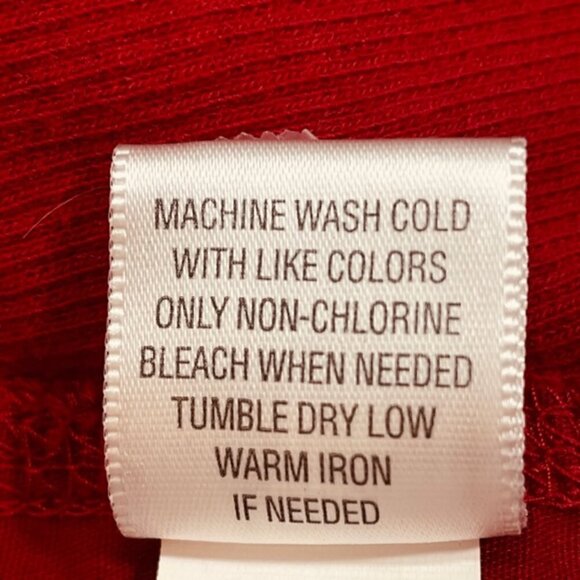 MACHINE WASH COLD
WITH LIKE COLORS
ONLY NON-CHLORINE
BLEACH WHEN NEEDED
TUMBLE DRY LOW
WARM IRON
IF NEEDED